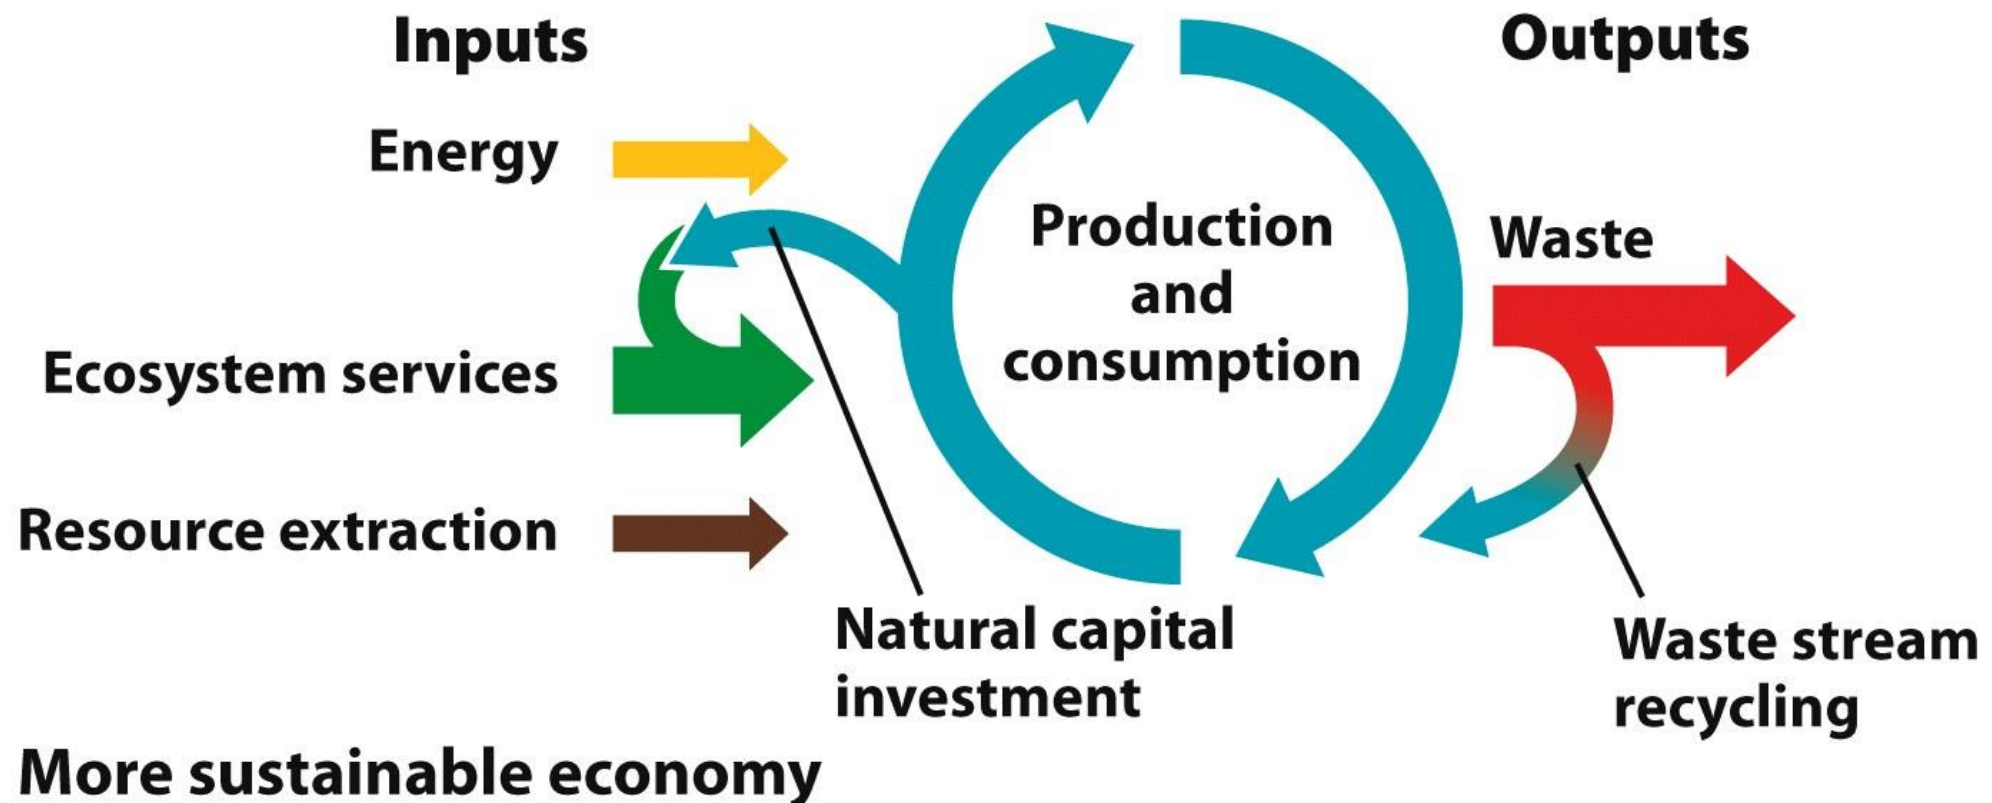 Inputs
Outputs
Energy
Production
and
consumption
Waste
Ecosystem services
Resource extraction
Natural capital
investment
Waste stream
recycling
More sustainable economy